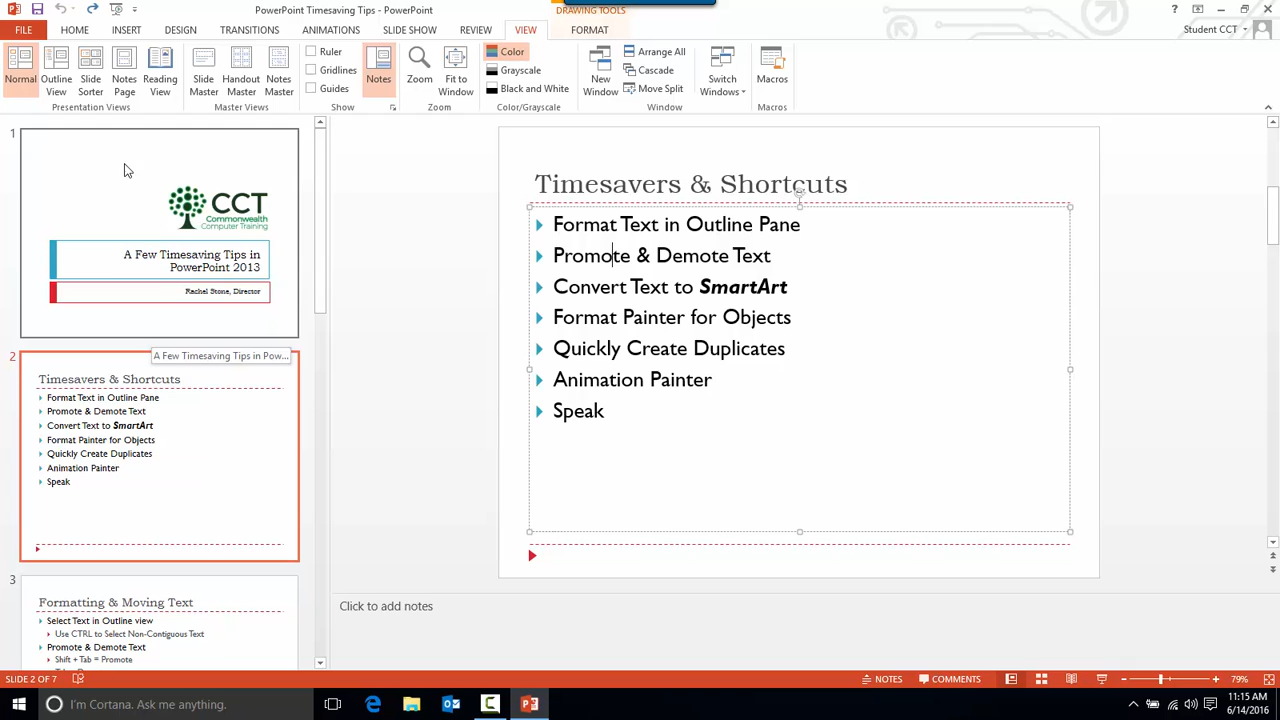 PowerPoint Timesaving Tips - PowerPoint
DRAWING TOOLS
FILE HOME INSERT DESIGN TRANSITIONS ANIMATIONS SLIDE SHOW REVIEW VIEW FORMAT
Student CCT
Normal
Outline View
Slide Sorter
Notes Page
Reading View
Presentation Views
Slide Master
Handout Master
Notes Master
Master Views
Ruler
Gridlines
Guides
Show
Notes
Zoom
Fit to Window
Zoom
Color
Grayscale
Black and White
Color/Grayscale
New Window
Arrange All
Cascade
Move Split
Window
Switch Windows
Macros
Macros
1
CCT
Commonwealth
Computer Training
A Few Timesaving Tips in
PowerPoint 2013
Rachel Stone, Director
A Few Timesaving Tips in Pow...
2
Timesavers & Shortcuts
Format Text in Outline Pane
Promote & Demote Text
Convert Text to SmartArt
Format Painter for Objects
Quickly Create Duplicates
Animation Painter
Speak
3
Formatting & Moving Text
Select Text in Outline view
Use CTRL to Select Non-Contiguous Text
Promote & Demote Text
Shift + Tab = Promote
Timesavers & Shortcuts
Format Text in Outline Pane
Promote & Demote Text
Convert Text to SmartArt
Format Painter for Objects
Quickly Create Duplicates
Animation Painter
Speak
Click to add notes
SLIDE 2 OF 7
NOTES
COMMENTS
79%
I'm Cortana. Ask me anything.
11:15 AM
6/14/2016